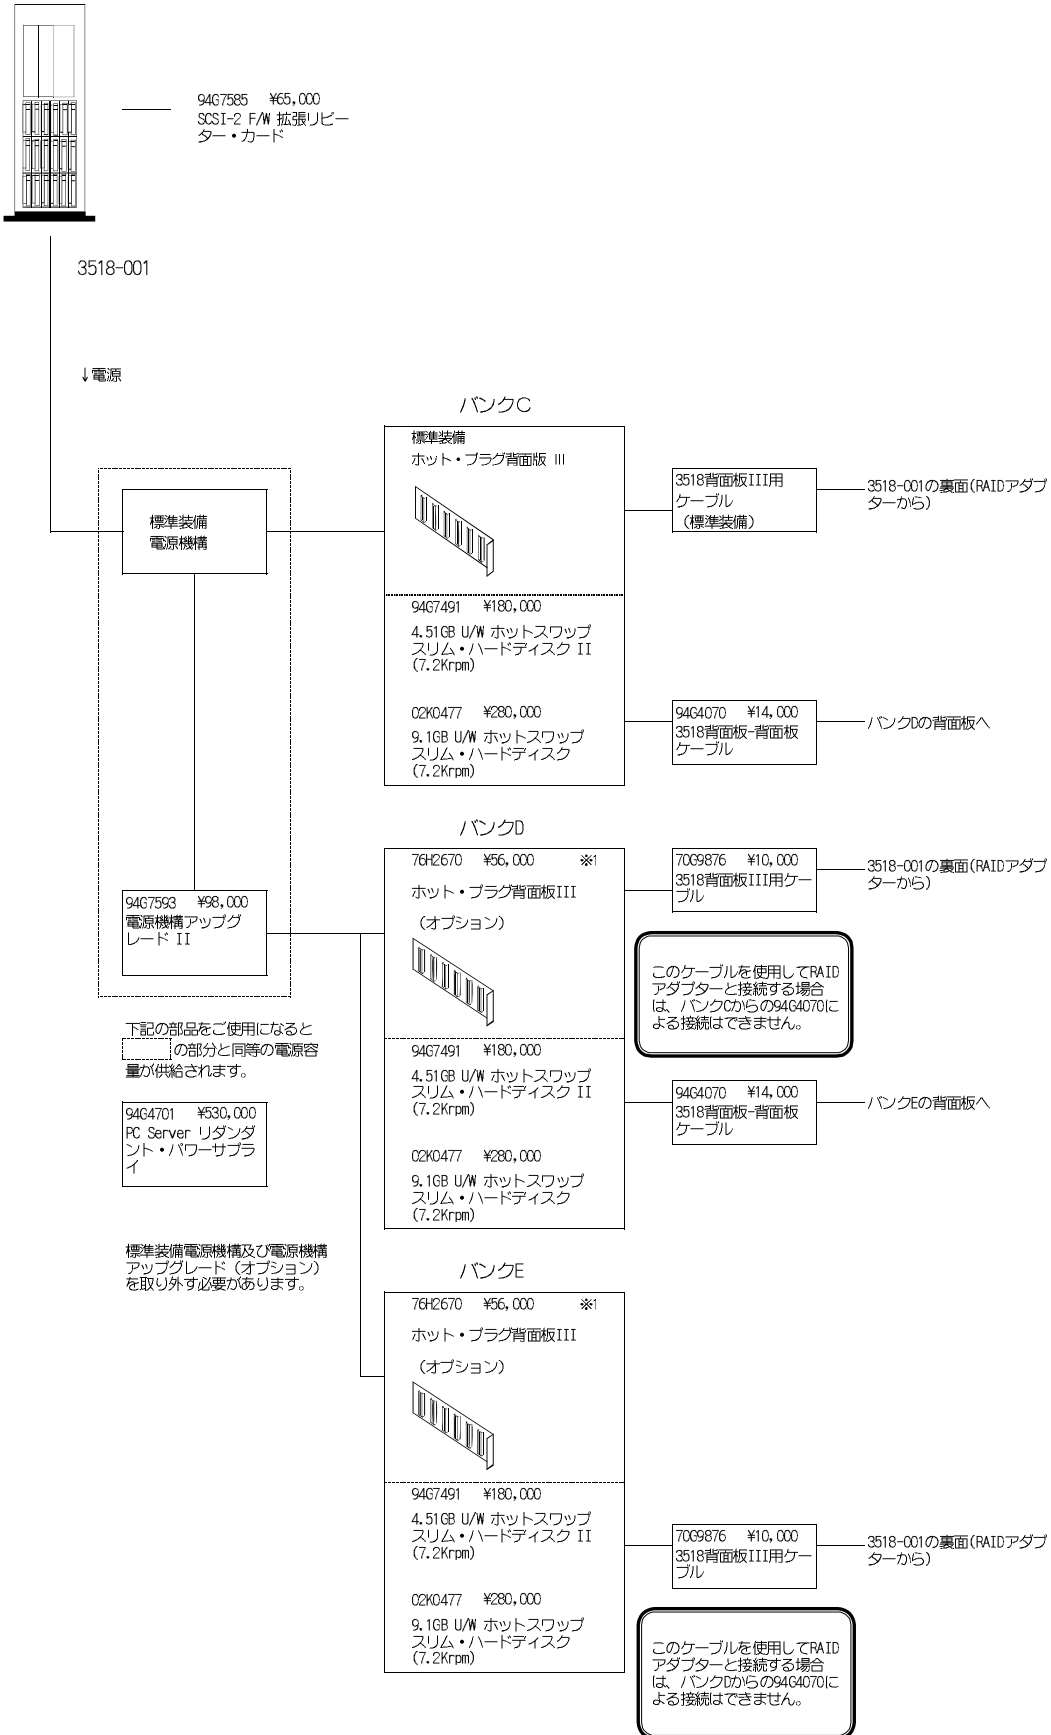 94G7585 ¥65,000
SCSI-2 F/W 拡張リピー
ター・カード
3518-001
↓電源
標準装備
電源機構
94G7593 ¥98,000
電源機構アップグ
レード II
下記の部品をご使用になると
の部分と同等の電源容
量が供給されます。
94G4701 ¥530,000
PC Server リダンダ
ント・パワーサプラ
イ
標準装備電源機構及び電源機構
アップグレード（オプション）
を取り外す必要があります。
バンクC
標準装備
ホット・プラグ背面版 III
94G7491 ¥180,000
4.51GB U/W ホットスワップ
スリム・ハードディスク II
(7.2Krpm)
02K0477 ¥280,000
9.1GB U/W ホットスワップ
スリム・ハードディスク
(7.2Krpm)
3518背面板III用
ケーブル
（標準装備）
3518-001の裏面(RAIDアダプ
ターから)
94G4070 ¥14,000
3518背面板-背面板
ケーブル
バンクDの背面板へ
バンクD
76H2670 ¥56,000 ※1
ホット・プラグ背面板III
（オプション）
94G7491 ¥180,000
4.51GB U/W ホットスワップ
スリム・ハードディスク II
(7.2Krpm)
02K0477 ¥280,000
9.1GB U/W ホットスワップ
スリム・ハードディスク
(7.2Krpm)
70G9876 ¥10,000
3518背面板III用ケー
ブル
3518-001の裏面(RAIDアダプ
ターから)
このケーブルを使用してRAID
アダプターと接続する場合
は、バンクCからの94G4070に
よる接続はできません。
94G4070 ¥14,000
3518背面板-背面板
ケーブル
バンクEの背面板へ
バンクE
76H2670 ¥56,000 ※1
ホット・プラグ背面板III
（オプション）
94G7491 ¥180,000
4.51GB U/W ホットスワップ
スリム・ハードディスク II
(7.2Krpm)
02K0477 ¥280,000
9.1GB U/W ホットスワップ
スリム・ハードディスク
(7.2Krpm)
70G9876 ¥10,000
3518背面板III用ケー
ブル
3518-001の裏面(RAIDアダプ
ターから)
このケーブルを使用してRAID
アダプターと接続する場合
は、バンクDからの94G4070に
よる接続はできません。